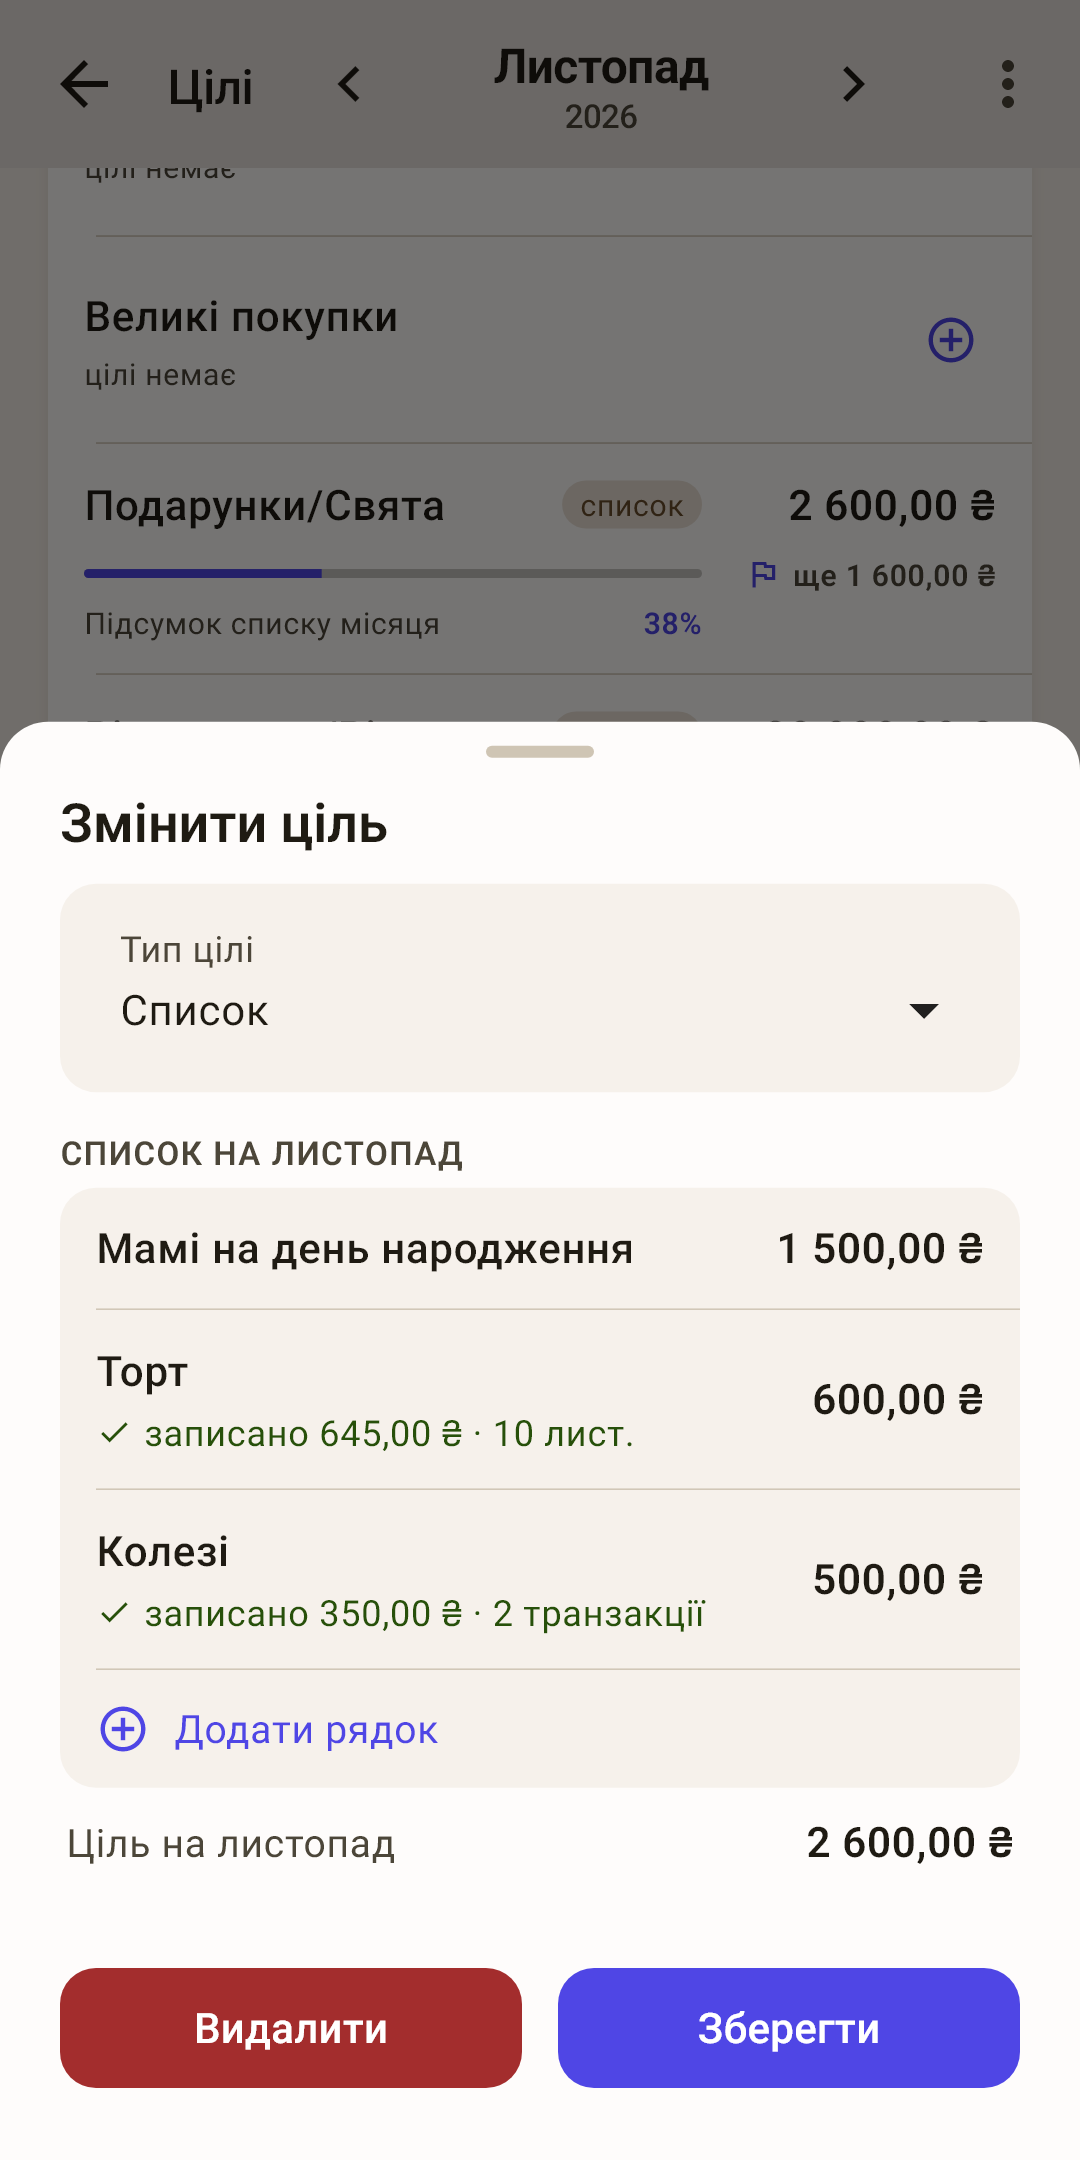 Цілі
Листопад
2026
цілі немає
Великі покупки
цілі немає
Подарунки/Свята
список
2 600,00 ₴
ще 1 600,00 ₴
Підсумок списку місяця
38%
Змінити ціль
Тип цілі
Список
СПИСОК НА ЛИСТОПАД
Мамі на день народження
1 500,00 ₴
Торт
600,00 ₴
записано 645,00 ₴ · 10 лист.
Колезі
500,00 ₴
записано 350,00 ₴ · 2 транзакції
Додати рядок
Ціль на листопад
2 600,00 ₴
Видалити
Зберегти